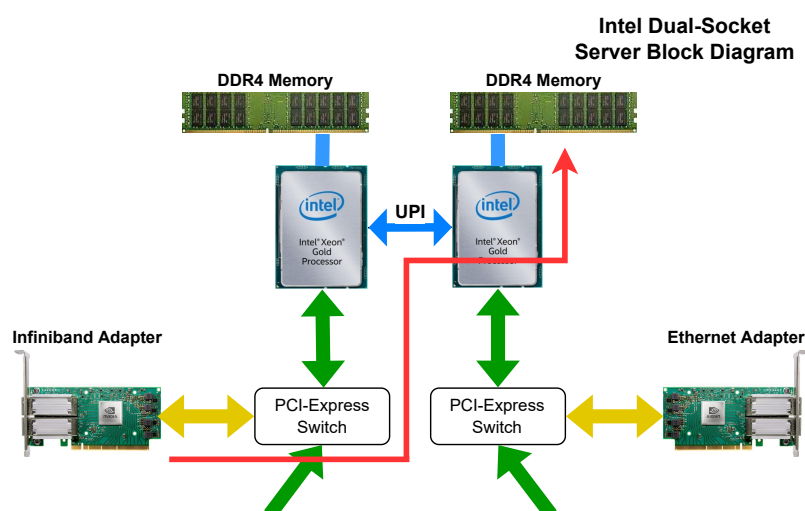 Intel Dual-Socket
Server Block Diagram
DDR4 Memory
DDR4 Memory
intel
Intel® Xeon®
Gold
Processor
UPI
intel
Intel® Xeon®
Gold
Processor
Infiniband Adapter
Ethernet Adapter
PCI-Express
Switch
PCI-Express
Switch